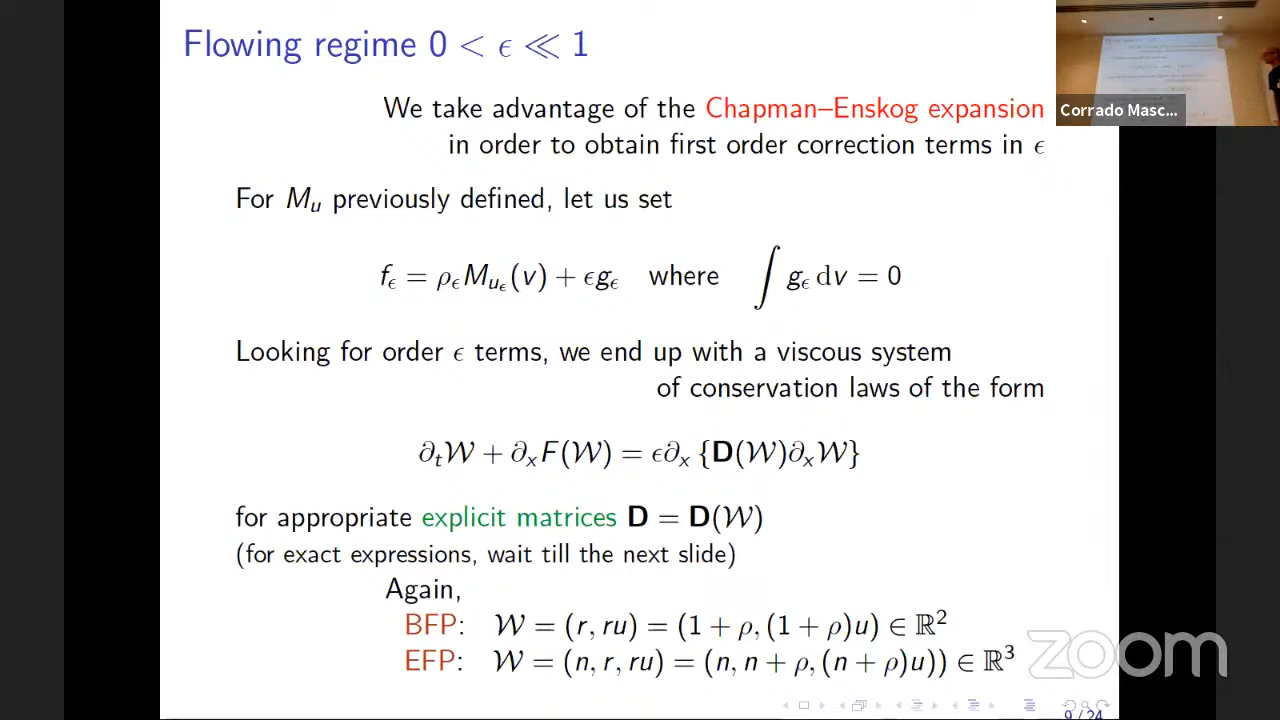 Flowing regime 0 < ϵ ≪ 1
Corrado Masc...
We take advantage of the Chapman–Enskog expansion
in order to obtain first order correction terms in ϵ
For M_u previously defined, let us set
f_ϵ = ρ_ϵ M_{u_ϵ}(v) + ϵg_ϵ where ∫ g_ϵ dv = 0
Looking for order ϵ terms, we end up with a viscous system
of conservation laws of the form
∂_t𝒲 + ∂_xF(𝒲) = ϵ∂_x {D(𝒲)∂_x𝒲}
for appropriate explicit matrices D = D(𝒲)
(for exact expressions, wait till the next slide)
Again,
BFP: 𝒲 = (r, ru) = (1 + ρ, (1 + ρ)u) ∈ ℝ²
EFP: 𝒲 = (n, r, ru) = (n, n + ρ, (n + ρ)u)) ∈ ℝ³
zoom
9 / 24